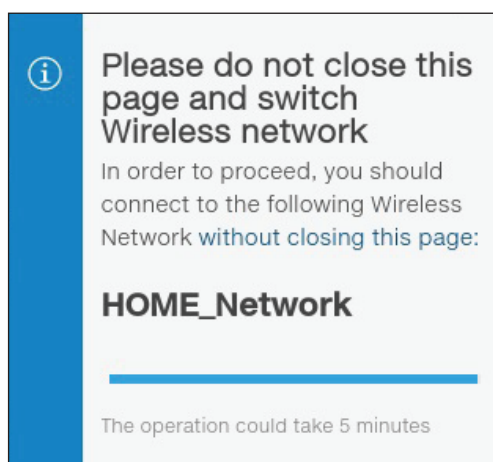 Please do not close this
page and switch
Wireless network
In order to proceed, you should
connect to the following Wireless
Network without closing this page:
HOME_Network
The operation could take 5 minutes